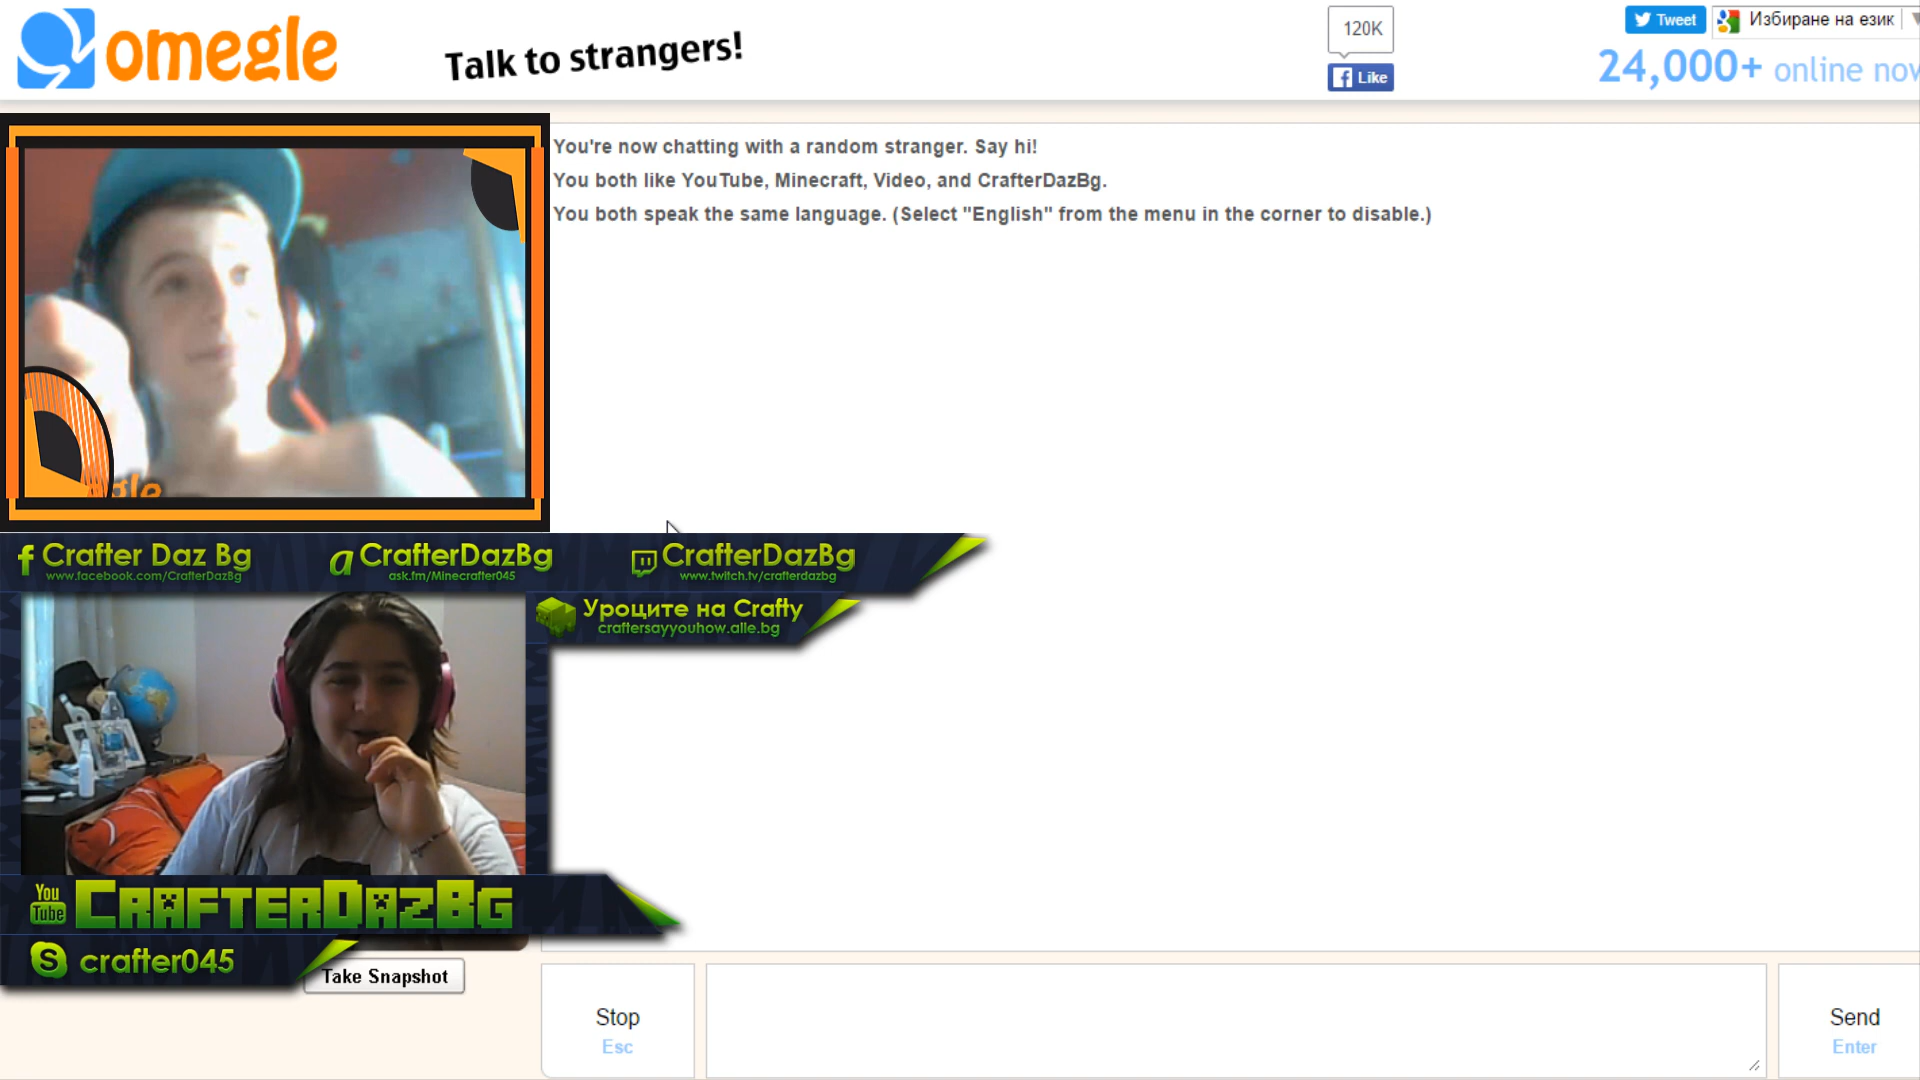 omegle
Talk to strangers!
120K
Like
Tweet
Избиране на език
24,000+ online now
You're now chatting with a random stranger. Say hi!
You both like YouTube, Minecraft, Video, and CrafterDazBg.
You both speak the same language. (Select "English" from the menu in the corner to disable.)
gle
Crafter Daz Bg
www.facebook.com/CrafterDazBg
CrafterDazBg
ask.fm/Minecrafter045
CrafterDazBg
www.twitch.tv/crafterdazbg
Уроците на Crafty
craftersayyouhow.alle.bg
You Tube
CrafterDazBG
crafter045
Take Snapshot
Stop
Esc
Send
Enter